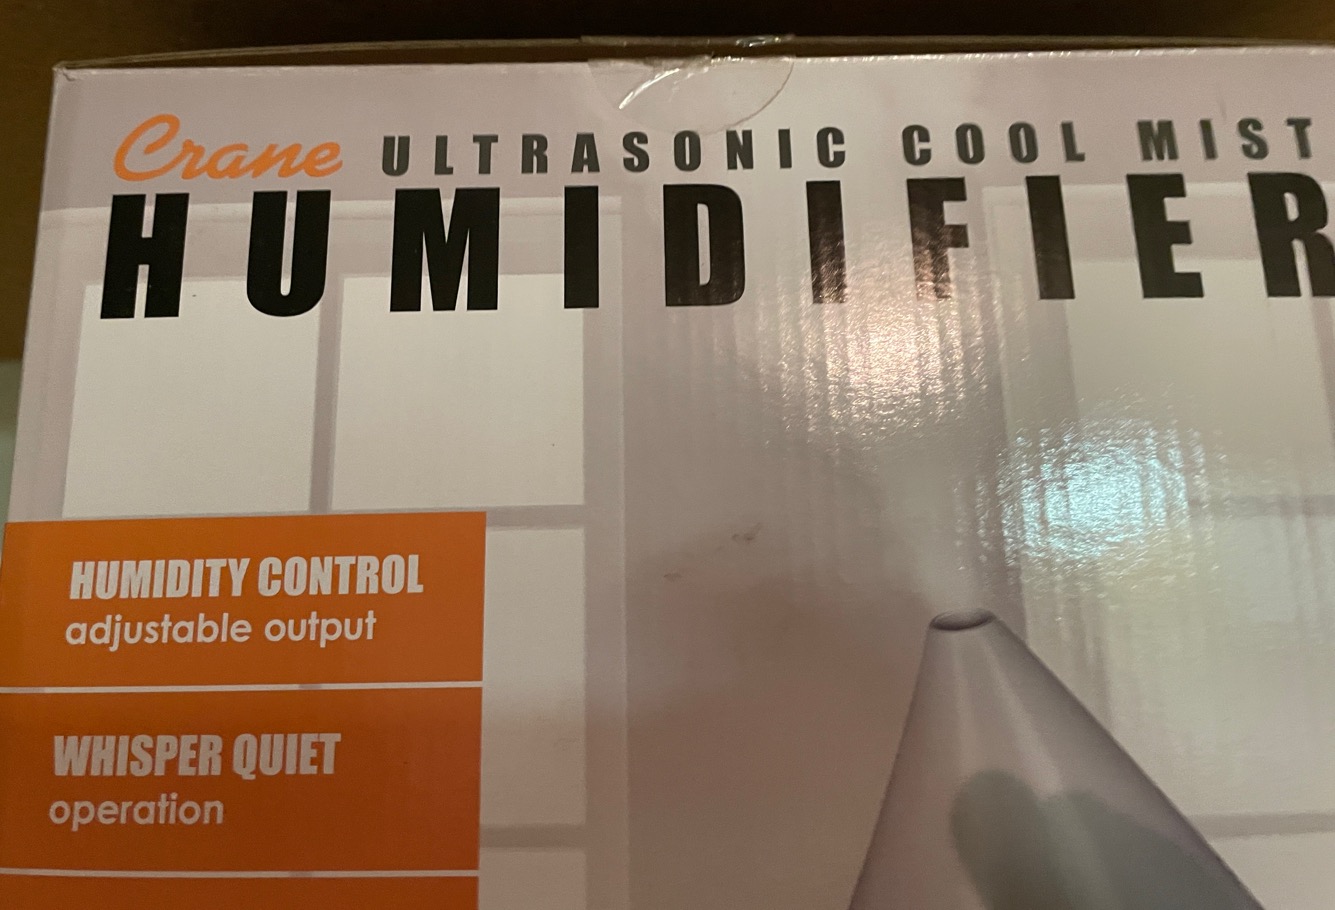 Crane ULTRASONIC COOL MIST
HUMIDIFIER
HUMIDITY CONTROL
adjustable output
WHISPER QUIET
operation